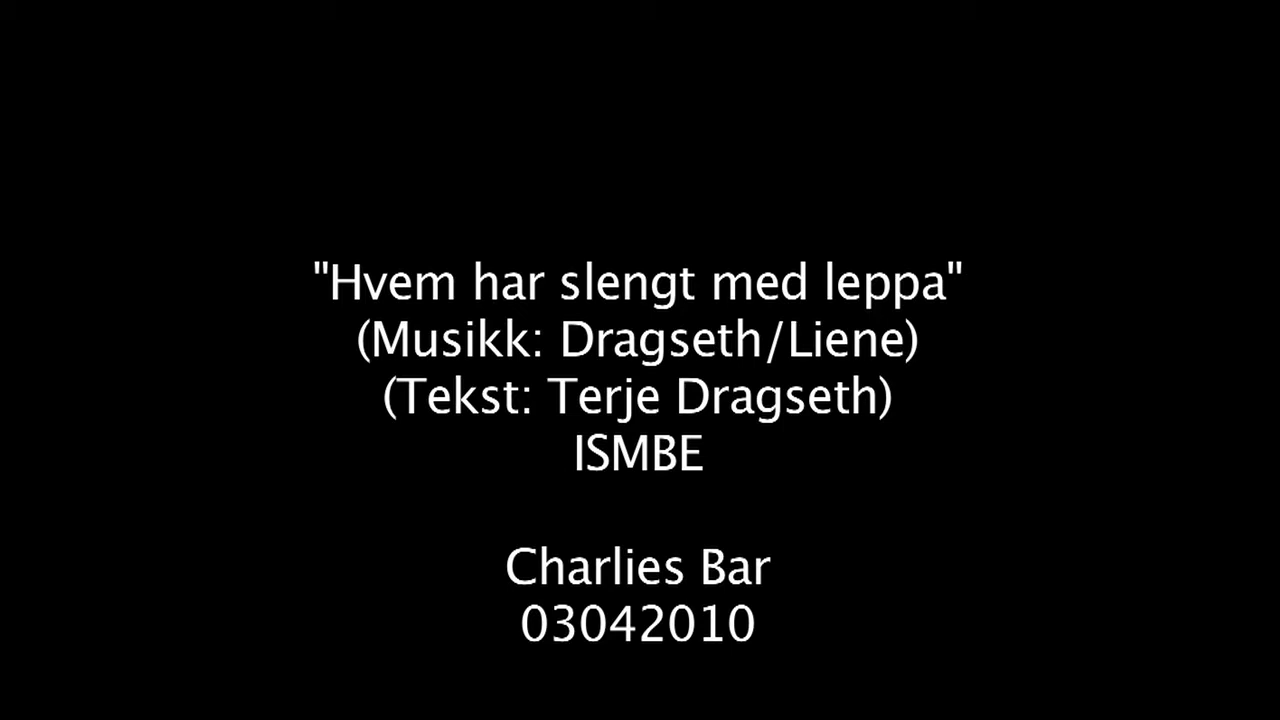 "Hvem har slengt med leppa"
(Musikk: Dragseth/Liene)
(Tekst: Terje Dragseth)
ISMBE
Charlies Bar
03042010